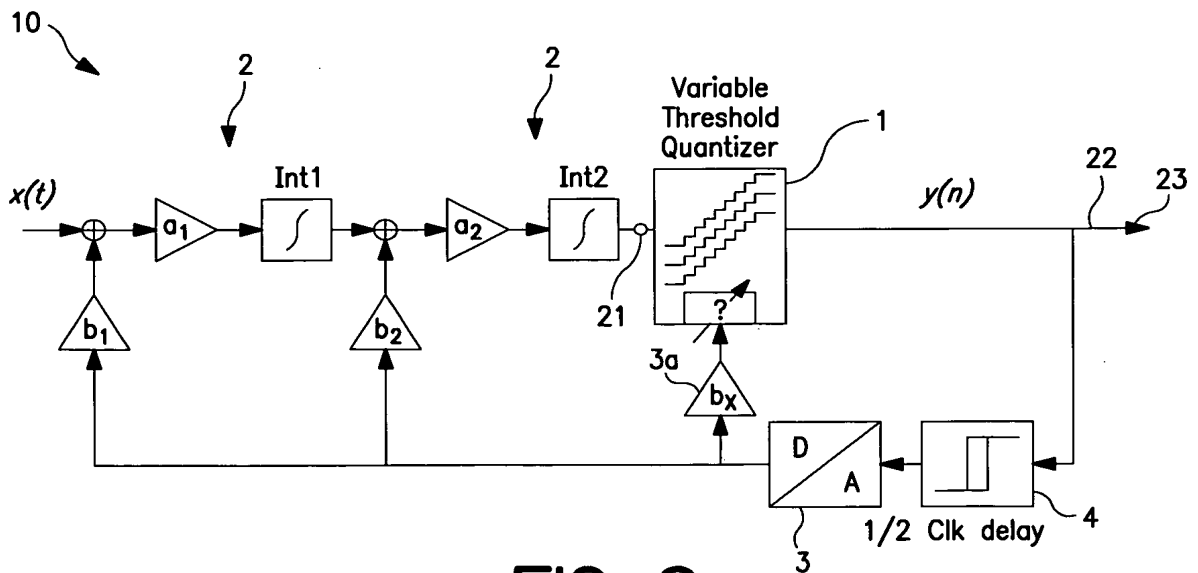 10
2
2
Variable
Threshold
Quantizer
1
x(t)
Int1
Int2
y(n)
22
23
a1
a2
21
?
b1
b2
3a
bx
D
A
3
1/2 Clk delay
4